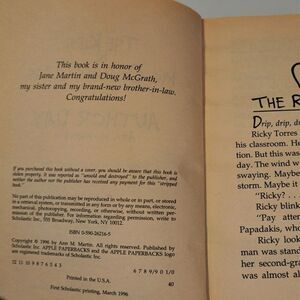 This book is in honor of
Jane Martin and Doug McGrath,
my sister and my brand-new brother-in-law.
Congratulations!
If you purchased this book without a cover, you should be aware that this book is
stolen property. It was reported as "unsold and destroyed" to the publisher, and
neither the author nor the publisher has received any payment for this "stripped
book."
No part of this publication may be reproduced in whole or in part, or stored
in a retrieval system, or transmitted in any form or by any means, electronic,
mechanical, photocopying, recording, or otherwise, without written permission
of the publisher. For information regarding permission, write to
Scholastic Inc., 555 Broadway, New York, NY 10012.
ISBN 0-590-26216-5
Copyright © 1996 by Ann M. Martin. All rights reserved. Published by
Scholastic Inc. APPLE PAPERBACKS and the APPLE PAPERBACKS logo
are registered trademarks of Scholastic Inc.
12 11 10 9 8 7 6 5 4 3
6 7 8 9/0 1/0
Printed in the U.S.A.
40
First Scholastic printing, March 1996
THE R
Drip, drip, d
Ricky Torres
his classroom. He
tion. But this was
day. The wind w
swaying. Maybe
storm. Maybe it
"Ricky? . .
"Ricky!"
"Pay atten
Papadakis, who
Ricky look
man was stand
her second-gra
was almost al